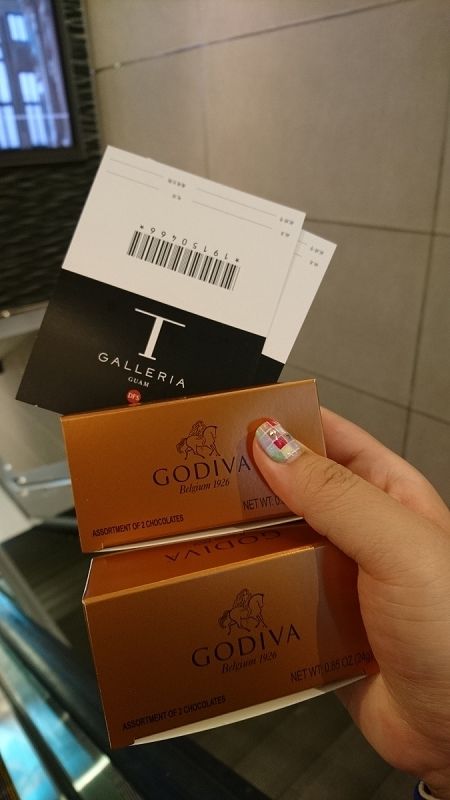 *19150466*
T
GALLERIA
GUAM
DFS
GODIVA
Belgium 1926
NET WT.
ASSORTMENT OF 2 CHOCOLATES
GODIVA
GODIVA
Belgium 1926
NET WT. 0.85 OZ (24g)
ASSORTMENT OF 2 CHOCOLATES